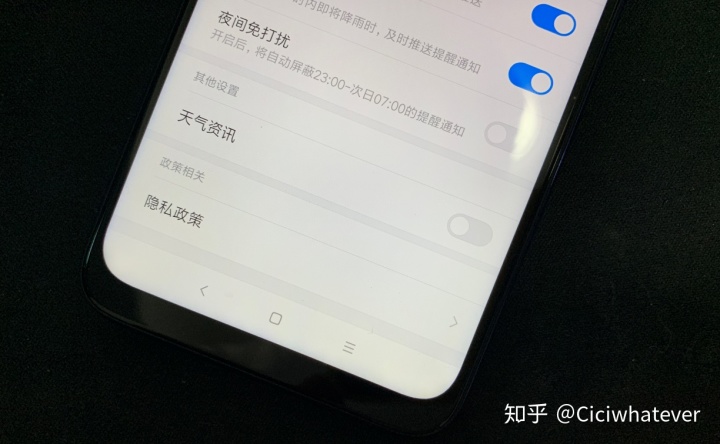 时内即将降雨时，及时推送提醒通知
夜间免打扰
开启后，将自动屏蔽23:00~次日07:00的提醒通知
其他设置
天气资讯
政策相关
隐私政策
知乎 @Ciciwhatever